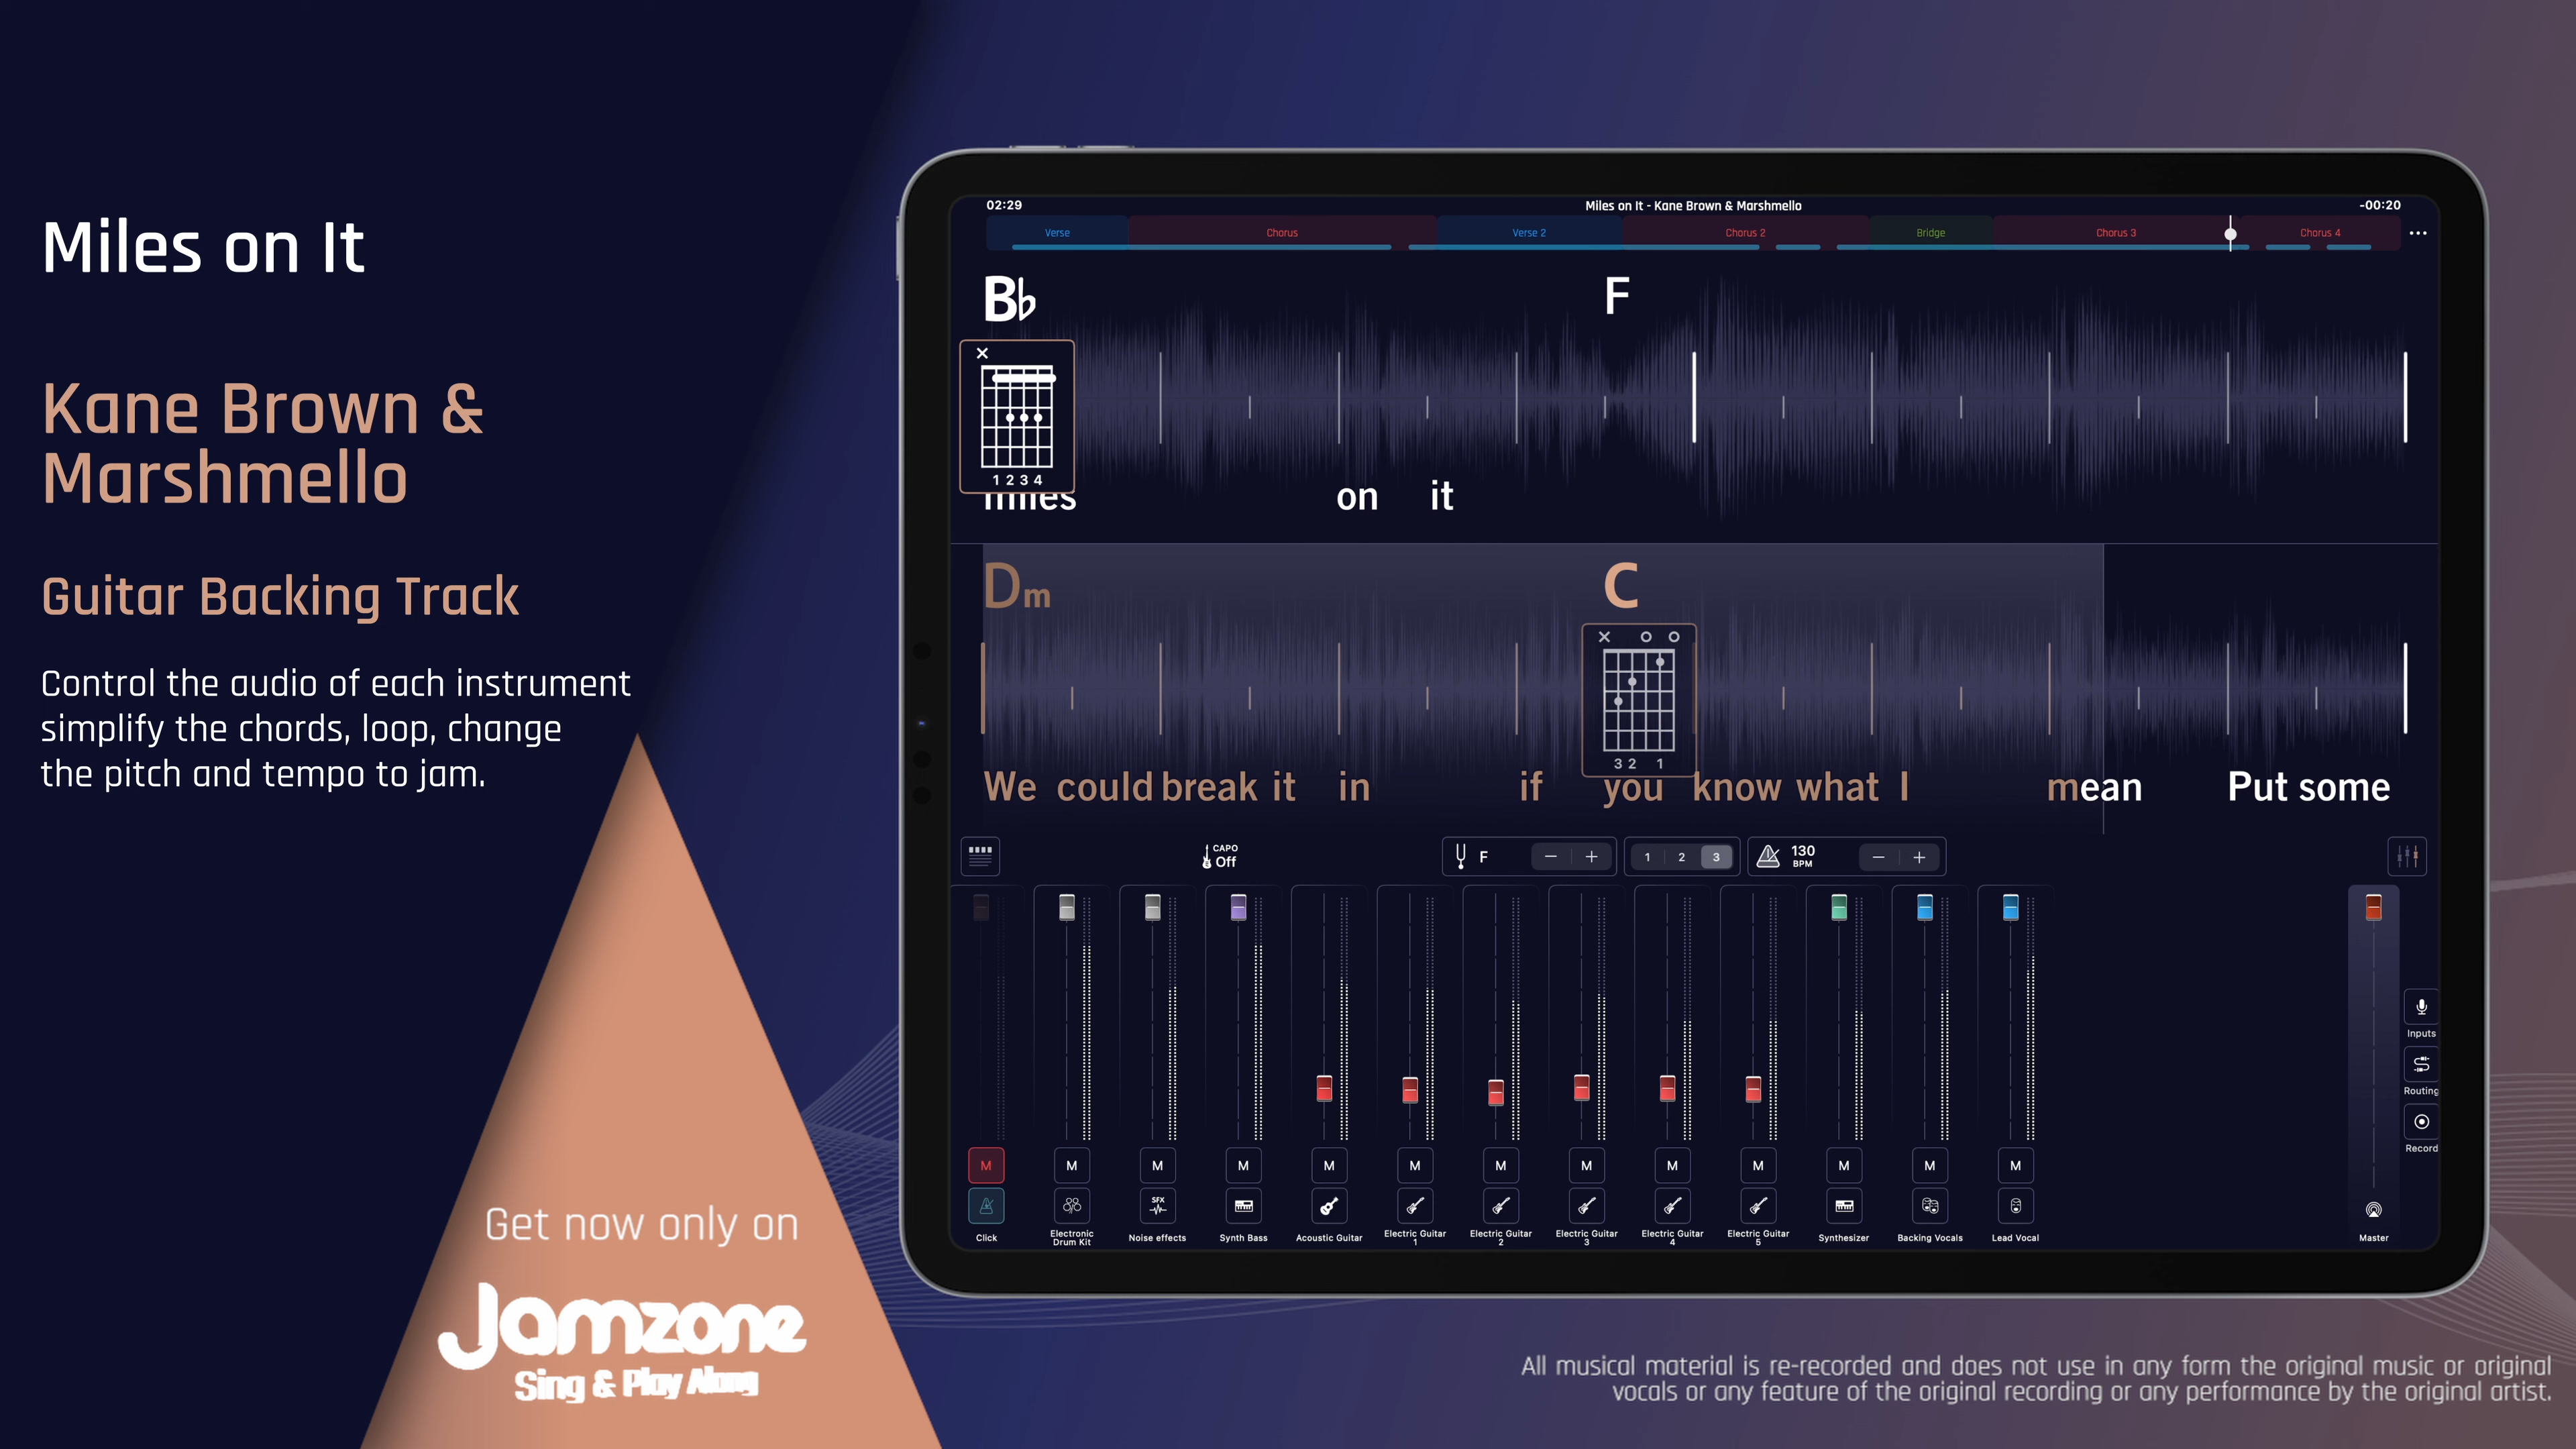 Miles on It
Kane Brown &
Marshmello
Guitar Backing Track
Control the audio of each instrument
simplify the chords, loop, change
the pitch and tempo to jam.
Get now only on
Jamzone
Sing & Play Along
02:29
Miles on It - Kane Brown & Marshmello
-00:20
Verse
Chorus
Verse 2
Chorus 2
Bridge
Chorus 3
Chorus 4
B♭
F
1 2 3 4
miles on it
Dm
C
3 2 1
We could break it in if you know what I mean Put some
CAPO
Off
F
− +
1 2 3
130
BPM
− +
M M M M M M M M M M M M M
SFX
Click
Electronic
Drum Kit
Noise effects
Synth Bass
Acoustic Guitar
Electric Guitar
1
Electric Guitar
2
Electric Guitar
3
Electric Guitar
4
Electric Guitar
5
Synthesizer
Backing Vocals
Lead Vocal
Master
Inputs
Routing
Record
All musical material is re-recorded and does not use in any form the original music or original
vocals or any feature of the original recording or any performance by the original artist.